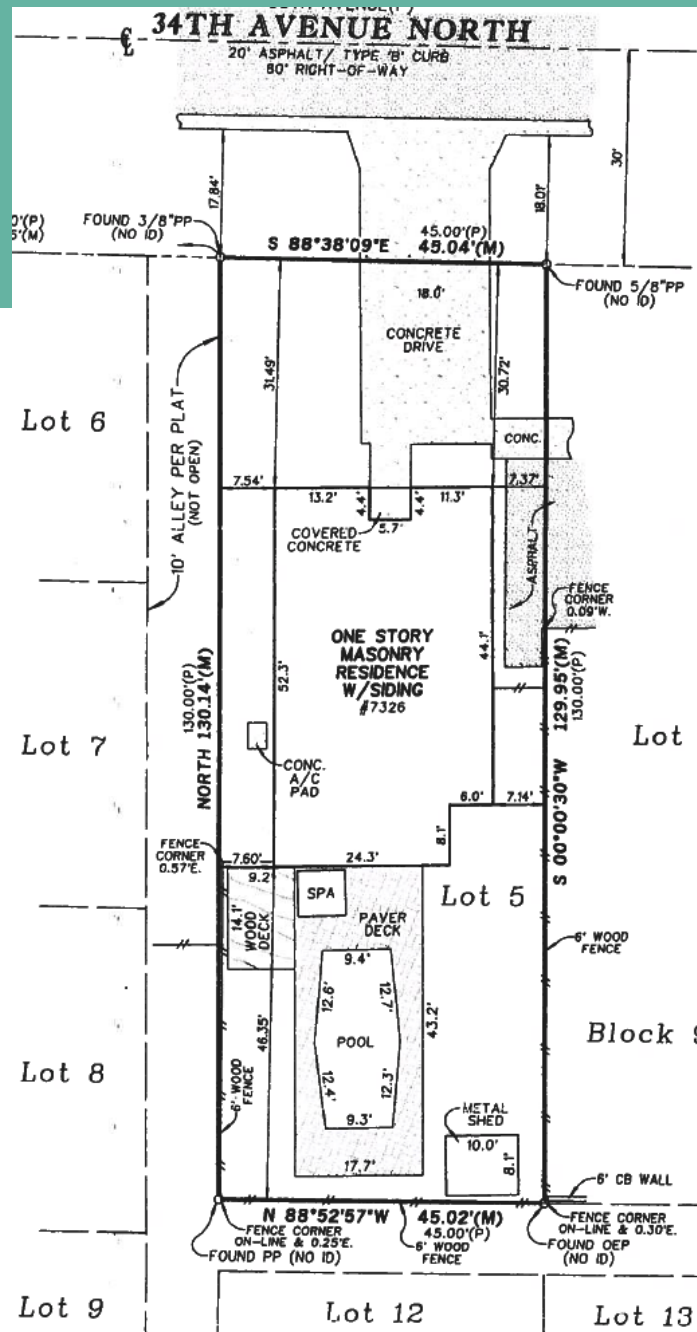 34TH AVENUE NORTH
20' ASPHALT/ TYPE 'B' CURB
80' RIGHT-OF-WAY
30'
17.84'
18.01'
FOUND 3/8"PP
(NO ID)
0'(P)
'(M)
45.00'(P)
S 88°38'09"E 45.04'(M)
FOUND 5/8"PP
(NO ID)
18.0'
CONCRETE
DRIVE
31.49'
30.72'
Lot 6
10' ALLEY PER PLAT
(NOT OPEN)
CONC.
7.54'
13.2'
4.4'
5.7'
4.4'
11.3'
7.37'
COVERED
CONCRETE
ASPHALT
FENCE
CORNER
0.09'W.
ONE STORY
MASONRY
RESIDENCE
W/SIDING
#7326
52.3'
44.1'
130.00'(P)
NORTH 130.14'(M)
S 00°00'30"W 129.95'(M)
130.00'(P)
Lot 7
Lot
CONC.
A/C
PAD
6.0'
7.14'
8.1'
FENCE
CORNER
0.57'E.
7.60'
24.3'
9.2'
SPA
Lot 5
14.1'
WOOD
DECK
PAVER
DECK
9.4'
12.6'
12.7'
43.2'
6' WOOD
FENCE
POOL
46.35'
12.4'
12.3'
9.3'
Block 9
Lot 8
6' WOOD
FENCE
METAL
SHED
10.0'
8.1'
17.7'
6' CB WALL
N 88°52'57"W 45.02'(M)
45.00'(P)
FENCE CORNER
ON-LINE & 0.25'E.
FOUND PP (NO ID)
6' WOOD
FENCE
FENCE CORNER
ON-LINE & 0.30'E.
FOUND OEP
(NO ID)
Lot 9
Lot 12
Lot 13